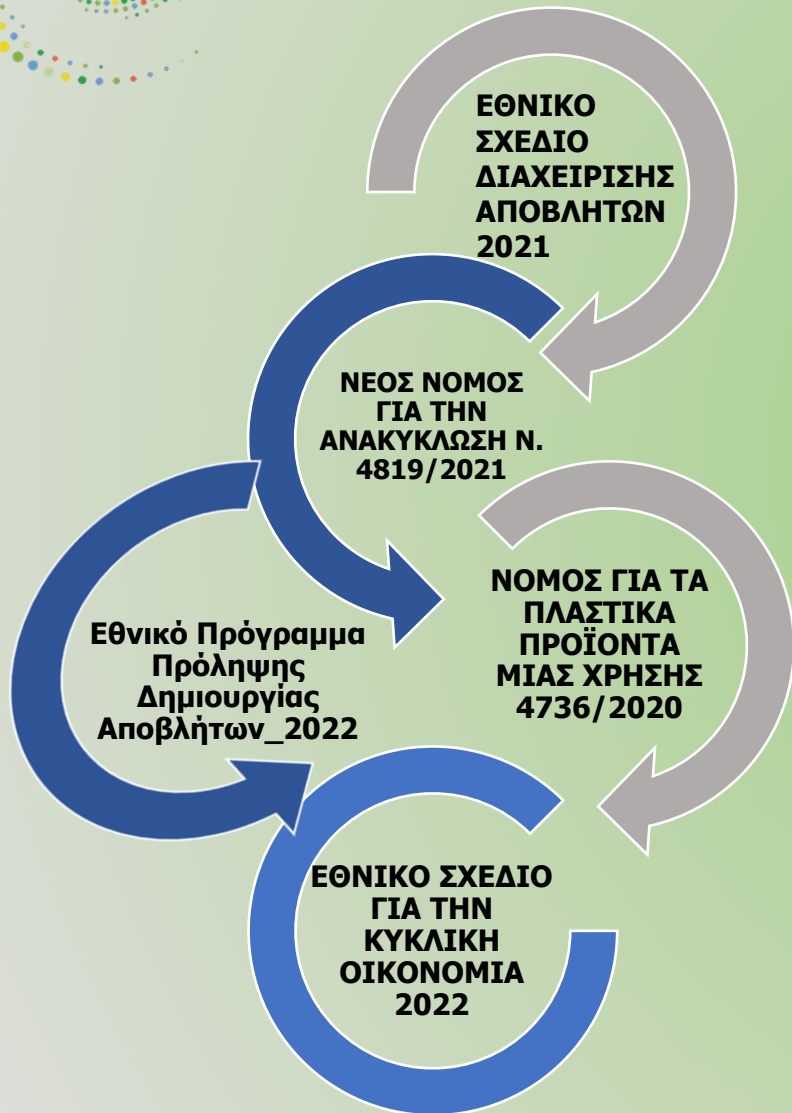 ΕΘΝΙΚΟ
ΣΧΕΔΙΟ
ΔΙΑΧΕΙΡΙΣΗΣ
ΑΠΟΒΛΗΤΩΝ
2021
ΝΕΟΣ ΝΟΜΟΣ
ΓΙΑ ΤΗΝ
ΑΝΑΚΥΚΛΩΣΗ Ν.
4819/2021
ΝΟΜΟΣ ΓΙΑ ΤΑ
ΠΛΑΣΤΙΚΑ
ΠΡΟΪΟΝΤΑ
ΜΙΑΣ ΧΡΗΣΗΣ
4736/2020
Εθνικό Πρόγραμμα
Πρόληψης
Δημιουργίας
Αποβλήτων_2022
ΕΘΝΙΚΟ ΣΧΕΔΙΟ
ΓΙΑ ΤΗΝ
ΚΥΚΛΙΚΗ
ΟΙΚΟΝΟΜΙΑ
2022